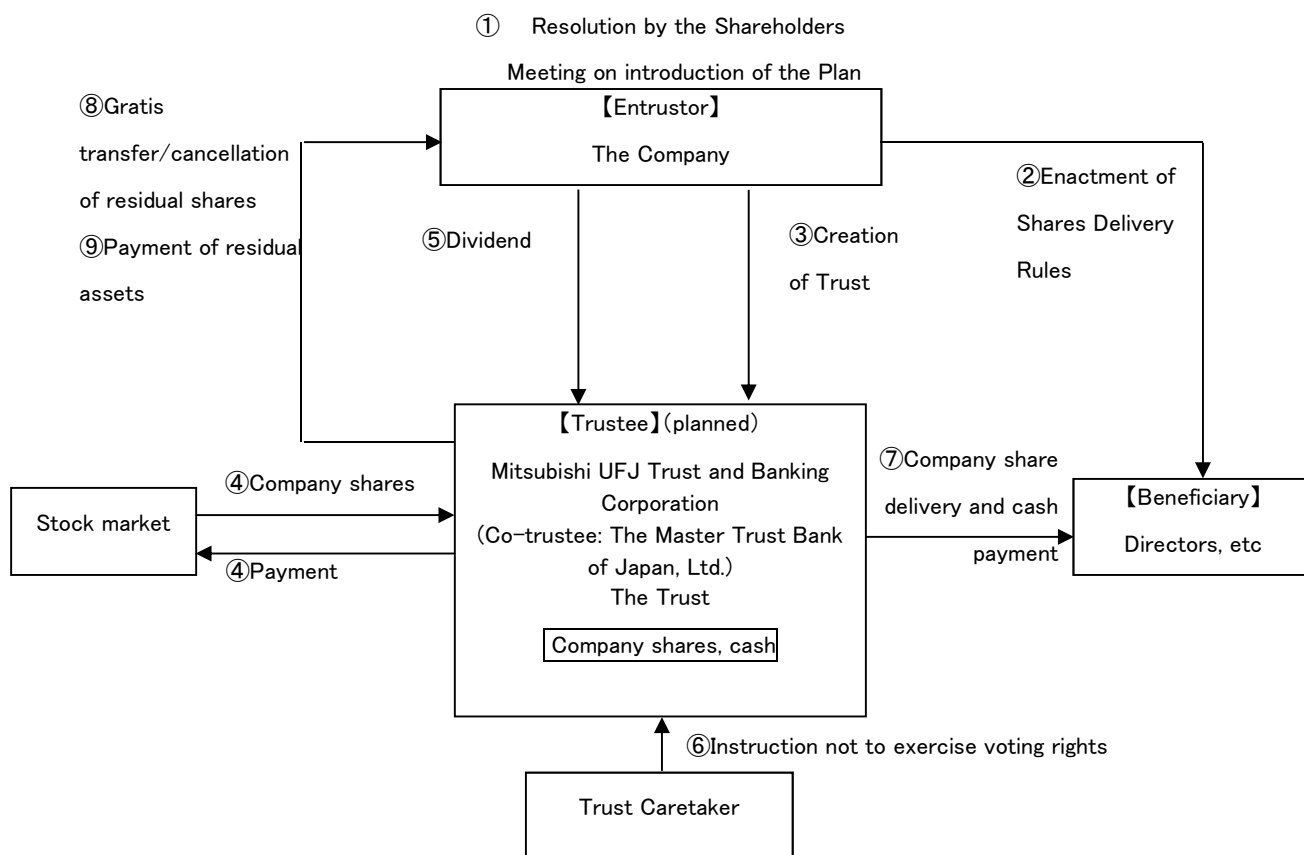 ① Resolution by the Shareholders
Meeting on introduction of the Plan
⑧Gratis
transfer/cancellation
of residual shares
⑨Payment of residual
assets
【Entrustor】
The Company
②Enactment of
Shares Delivery
Rules
⑤Dividend
③Creation
of Trust
【Trustee】(planned)
Mitsubishi UFJ Trust and Banking
Corporation
(Co-trustee: The Master Trust Bank
of Japan, Ltd.)
The Trust
Company shares, cash
④Company shares
Stock market
④Payment
⑦Company share
delivery and cash
payment
【Beneficiary】
Directors, etc
⑥Instruction not to exercise voting rights
Trust Caretaker